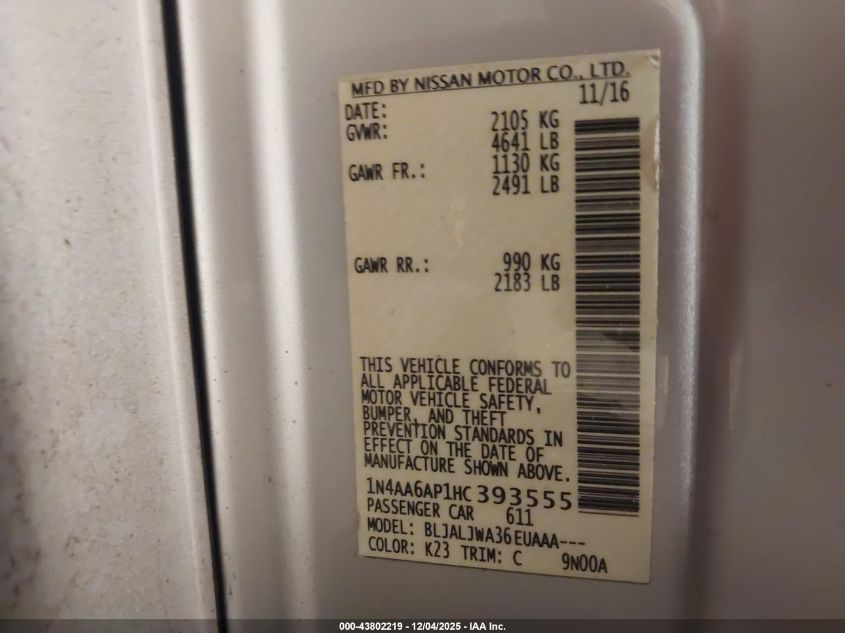 MFD BY NISSAN MOTOR CO., LTD.
DATE: 11/16
GVWR: 2105 KG
4641 LB
GAWR FR.: 1130 KG
2491 LB
GAWR RR.: 990 KG
2183 LB
THIS VEHICLE CONFORMS TO
ALL APPLICABLE FEDERAL
MOTOR VEHICLE SAFETY,
BUMPER, AND THEFT
PREVENTION STANDARDS IN
EFFECT ON THE DATE OF
MANUFACTURE SHOWN ABOVE.
1N4AA6AP1HC393555
PASSENGER CAR 611
MODEL: BLJALJWA36EUAAA---
COLOR: K23 TRIM: C 9N00A
000-43802219 - 12/04/2025 - IAA Inc.